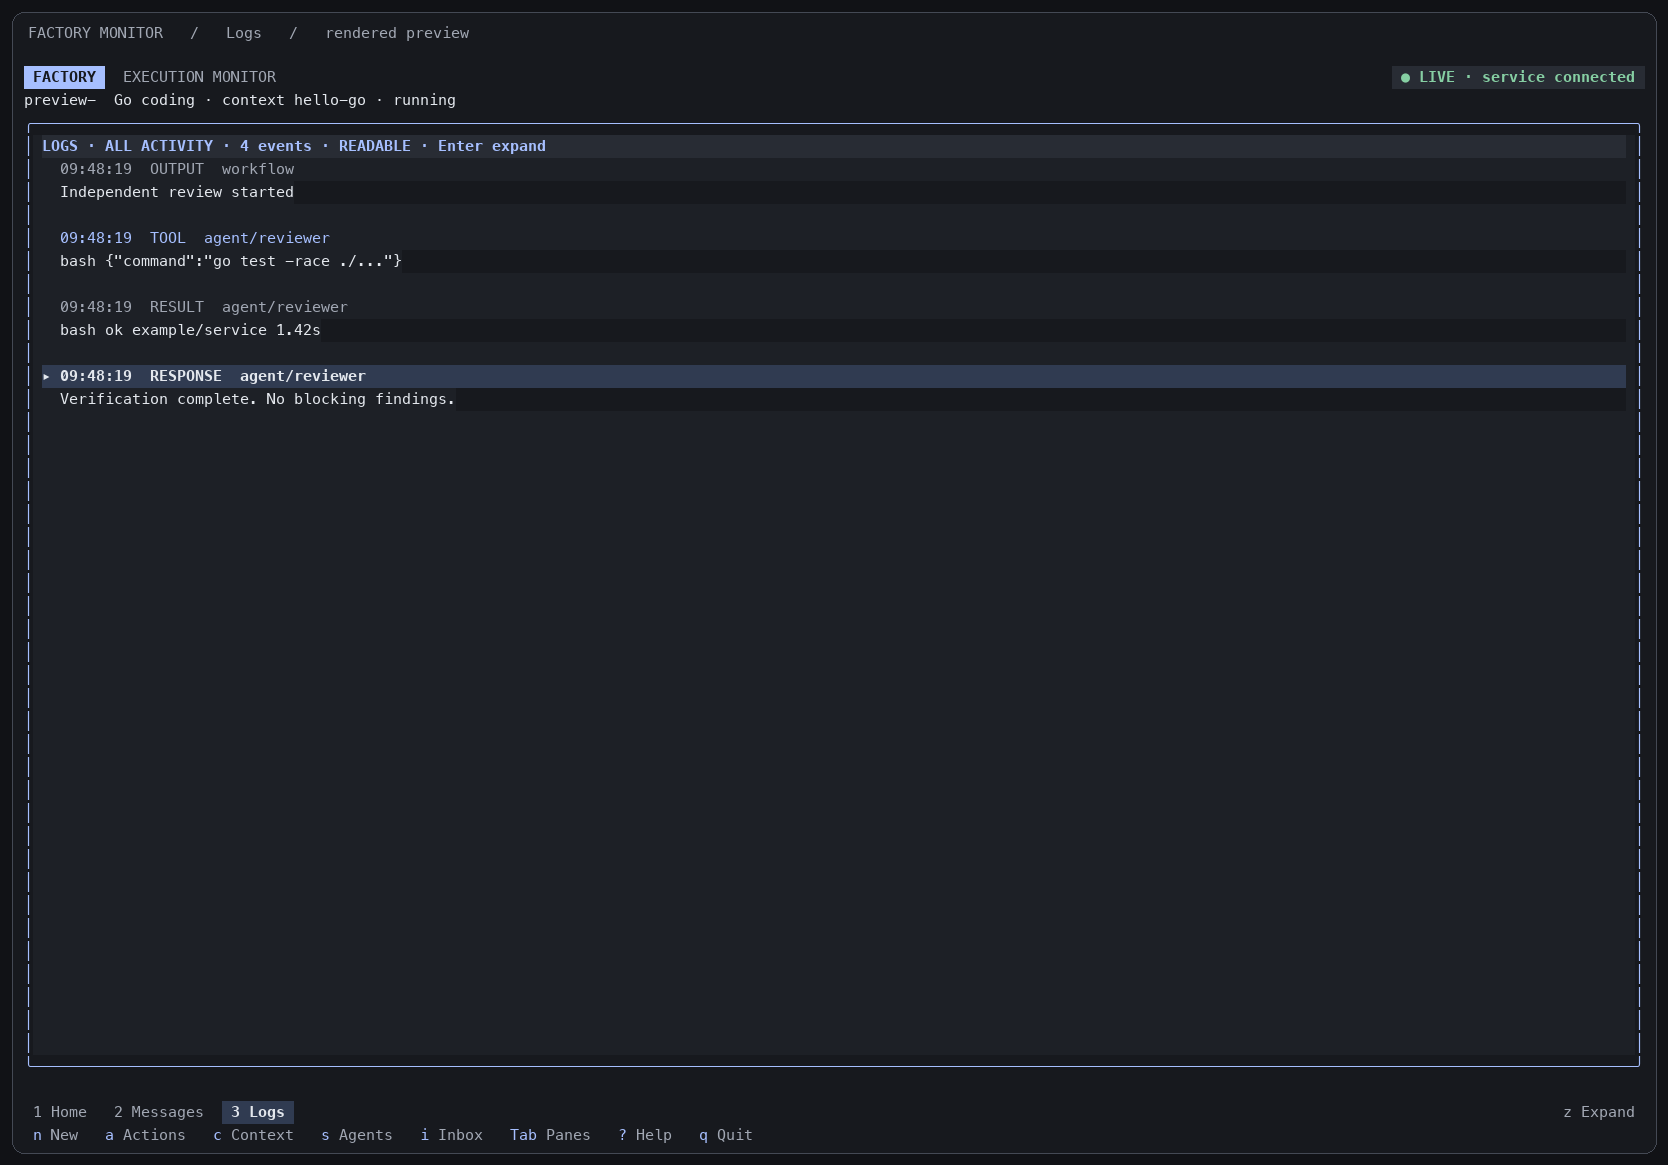 FACTORY MONITOR / Logs / rendered preview
FACTORY EXECUTION MONITOR ● LIVE · service connected
preview– Go coding · context hello-go · running
LOGS · ALL ACTIVITY · 4 events · READABLE · Enter expand
09:48:19 OUTPUT workflow
Independent review started
09:48:19 TOOL agent/reviewer
bash {"command":"go test -race ./..."}
09:48:19 RESULT agent/reviewer
bash ok example/service 1.42s
▸ 09:48:19 RESPONSE agent/reviewer
Verification complete. No blocking findings.
1 Home 2 Messages 3 Logs z Expand
n New a Actions c Context s Agents i Inbox Tab Panes ? Help q Quit